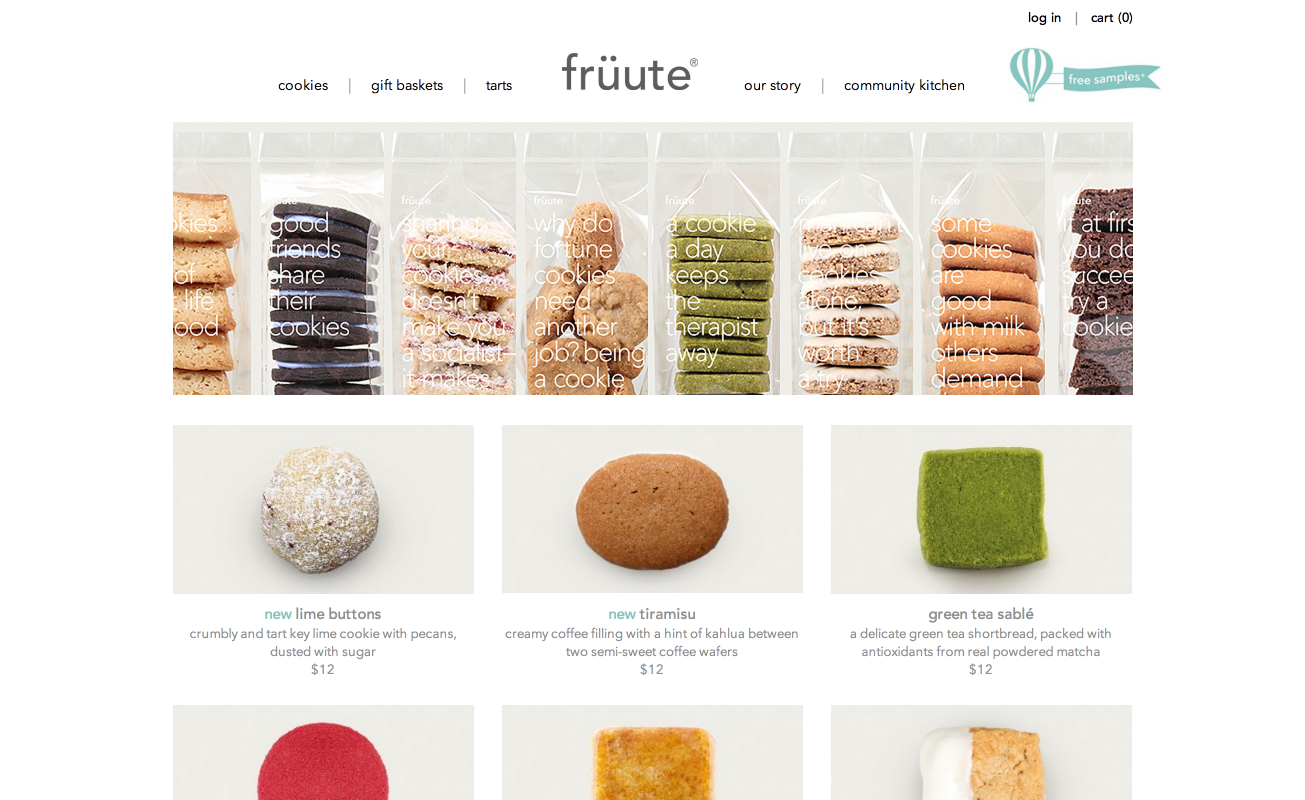 log in | cart (0)
cookies | gift baskets | tarts
früute®
our story | community kitchen
free samples*
kies
of
life
ood
früute
good
friends
share
their
cookies
früute
sharing
your
cookies
doesn't
make you
a socialist—
it makes
früute
why do
fortune
cookies
need
another
job? being
a cookie
früute
a cookie
a day
keeps
the
therapist
away
früute
live on
cookies
alone,
but it's
worth
a try
früute
some
cookies
are
good
with milk
others
demand
früute
if at firs
you do
succee
try a
cookie
new lime buttons
crumbly and tart key lime cookie with pecans,
dusted with sugar
$12
new tiramisu
creamy coffee filling with a hint of kahlua between
two semi-sweet coffee wafers
$12
green tea sablé
a delicate green tea shortbread, packed with
antioxidants from real powdered matcha
$12